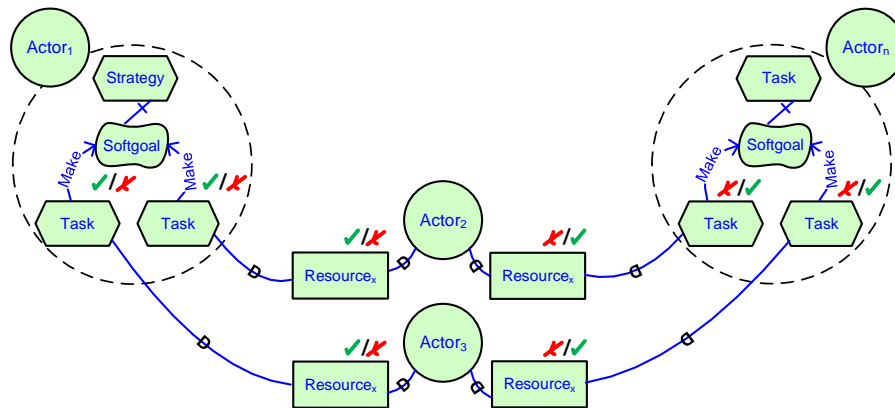 Actor₁
Actorₙ
Strategy
Task
Softgoal
Softgoal
Make
Make
Make
Make
✓/✗
✓/✗
✗/✓
✗/✓
Task
Task
Task
Task
Actor₂
✓/✗
✗/✓
Resourceₓ
Resourceₓ
Actor₃
✓/✗
✗/✓
Resourceₓ
Resourceₓ